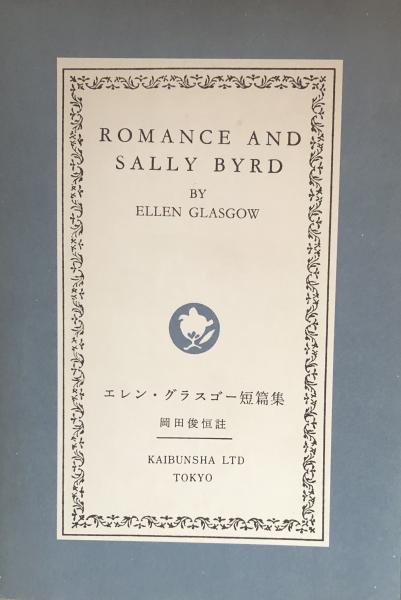 ROMANCE AND
SALLY BYRD
BY
ELLEN GLASGOW
エレン・グラスゴー短篇集
岡田俊恒註
KAIBUNSHA LTD
TOKYO